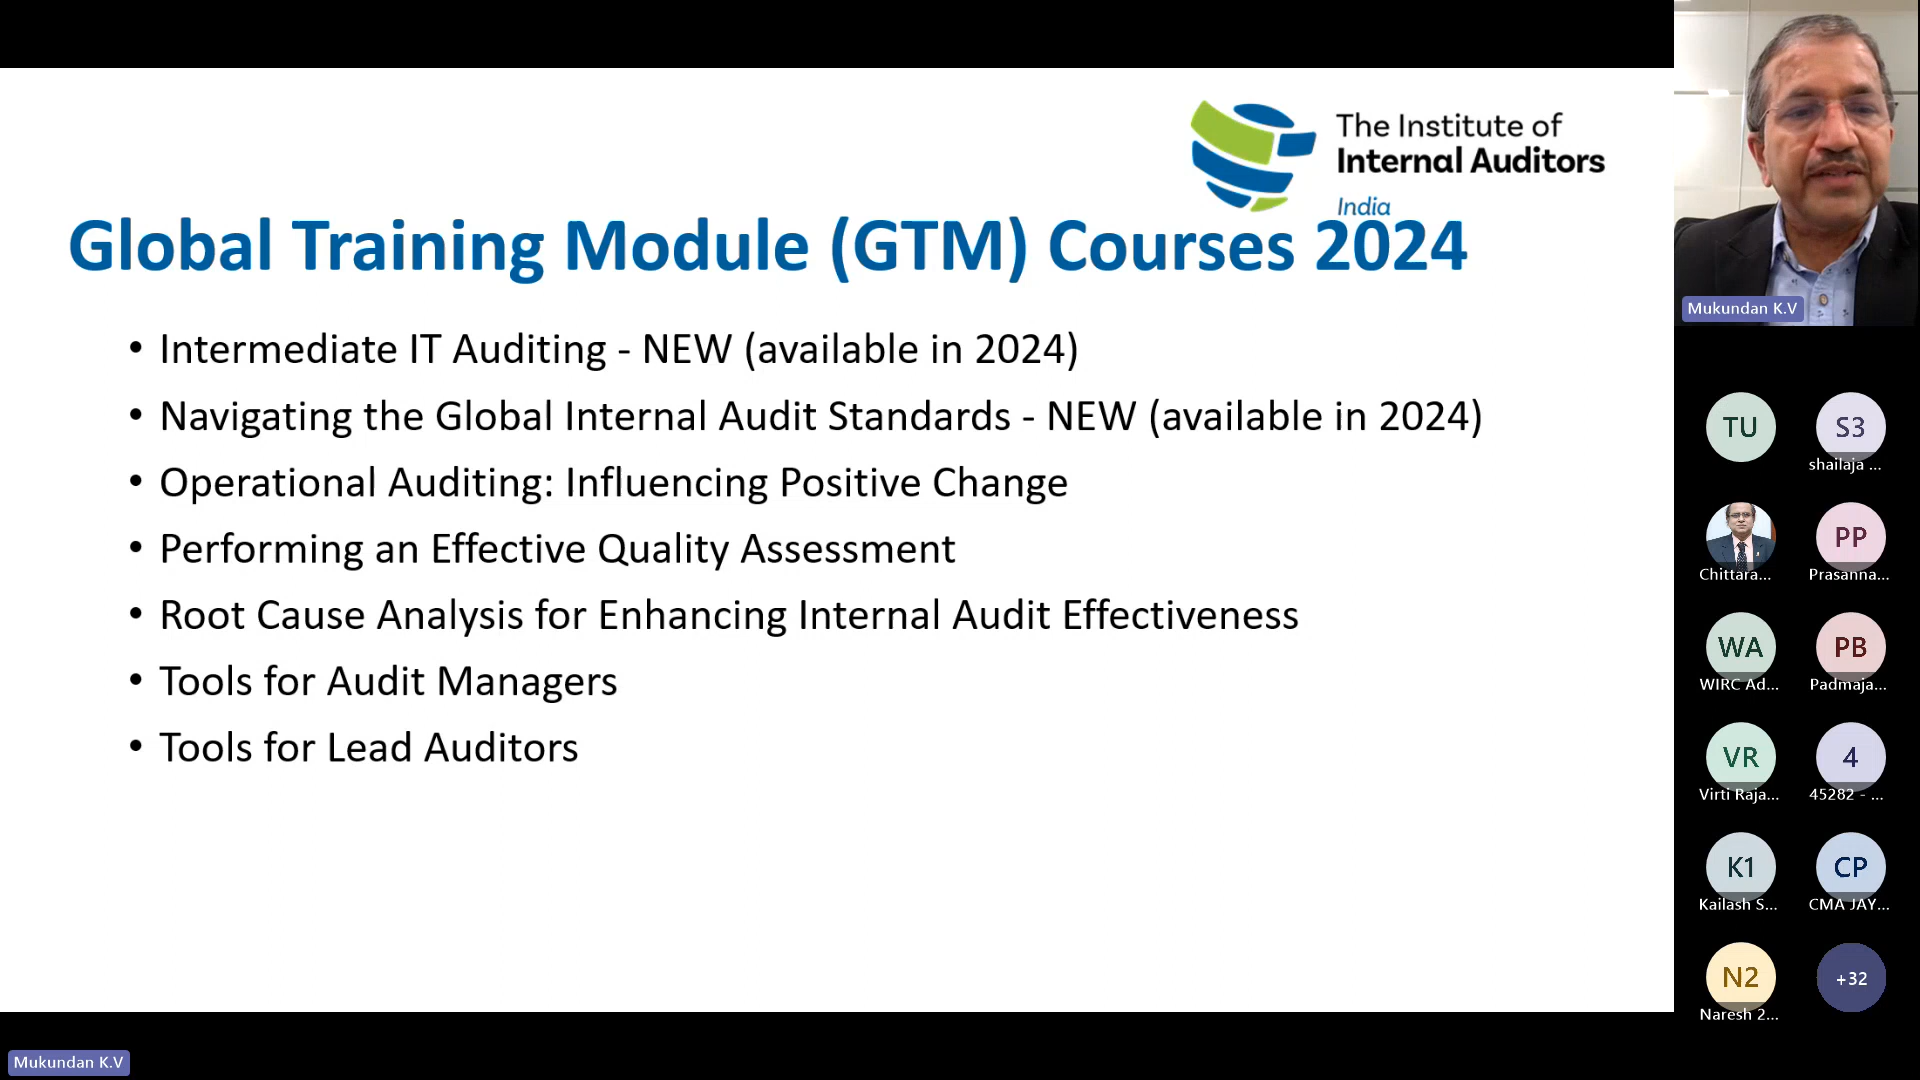 The Institute of
Internal Auditors
India
Global Training Module (GTM) Courses 2024
• Intermediate IT Auditing - NEW (available in 2024)
• Navigating the Global Internal Audit Standards - NEW (available in 2024)
• Operational Auditing: Influencing Positive Change
• Performing an Effective Quality Assessment
• Root Cause Analysis for Enhancing Internal Audit Effectiveness
• Tools for Audit Managers
• Tools for Lead Auditors
Mukundan K.V
TU
S3
shailaja ...
Chittara...
PP
Prasanna...
WA
WIRC Ad...
PB
Padmaja...
VR
Virti Raja...
4
45282 - ...
K1
Kailash S...
CP
CMA JAY...
N2
Naresh 2...
+32
Mukundan K.V